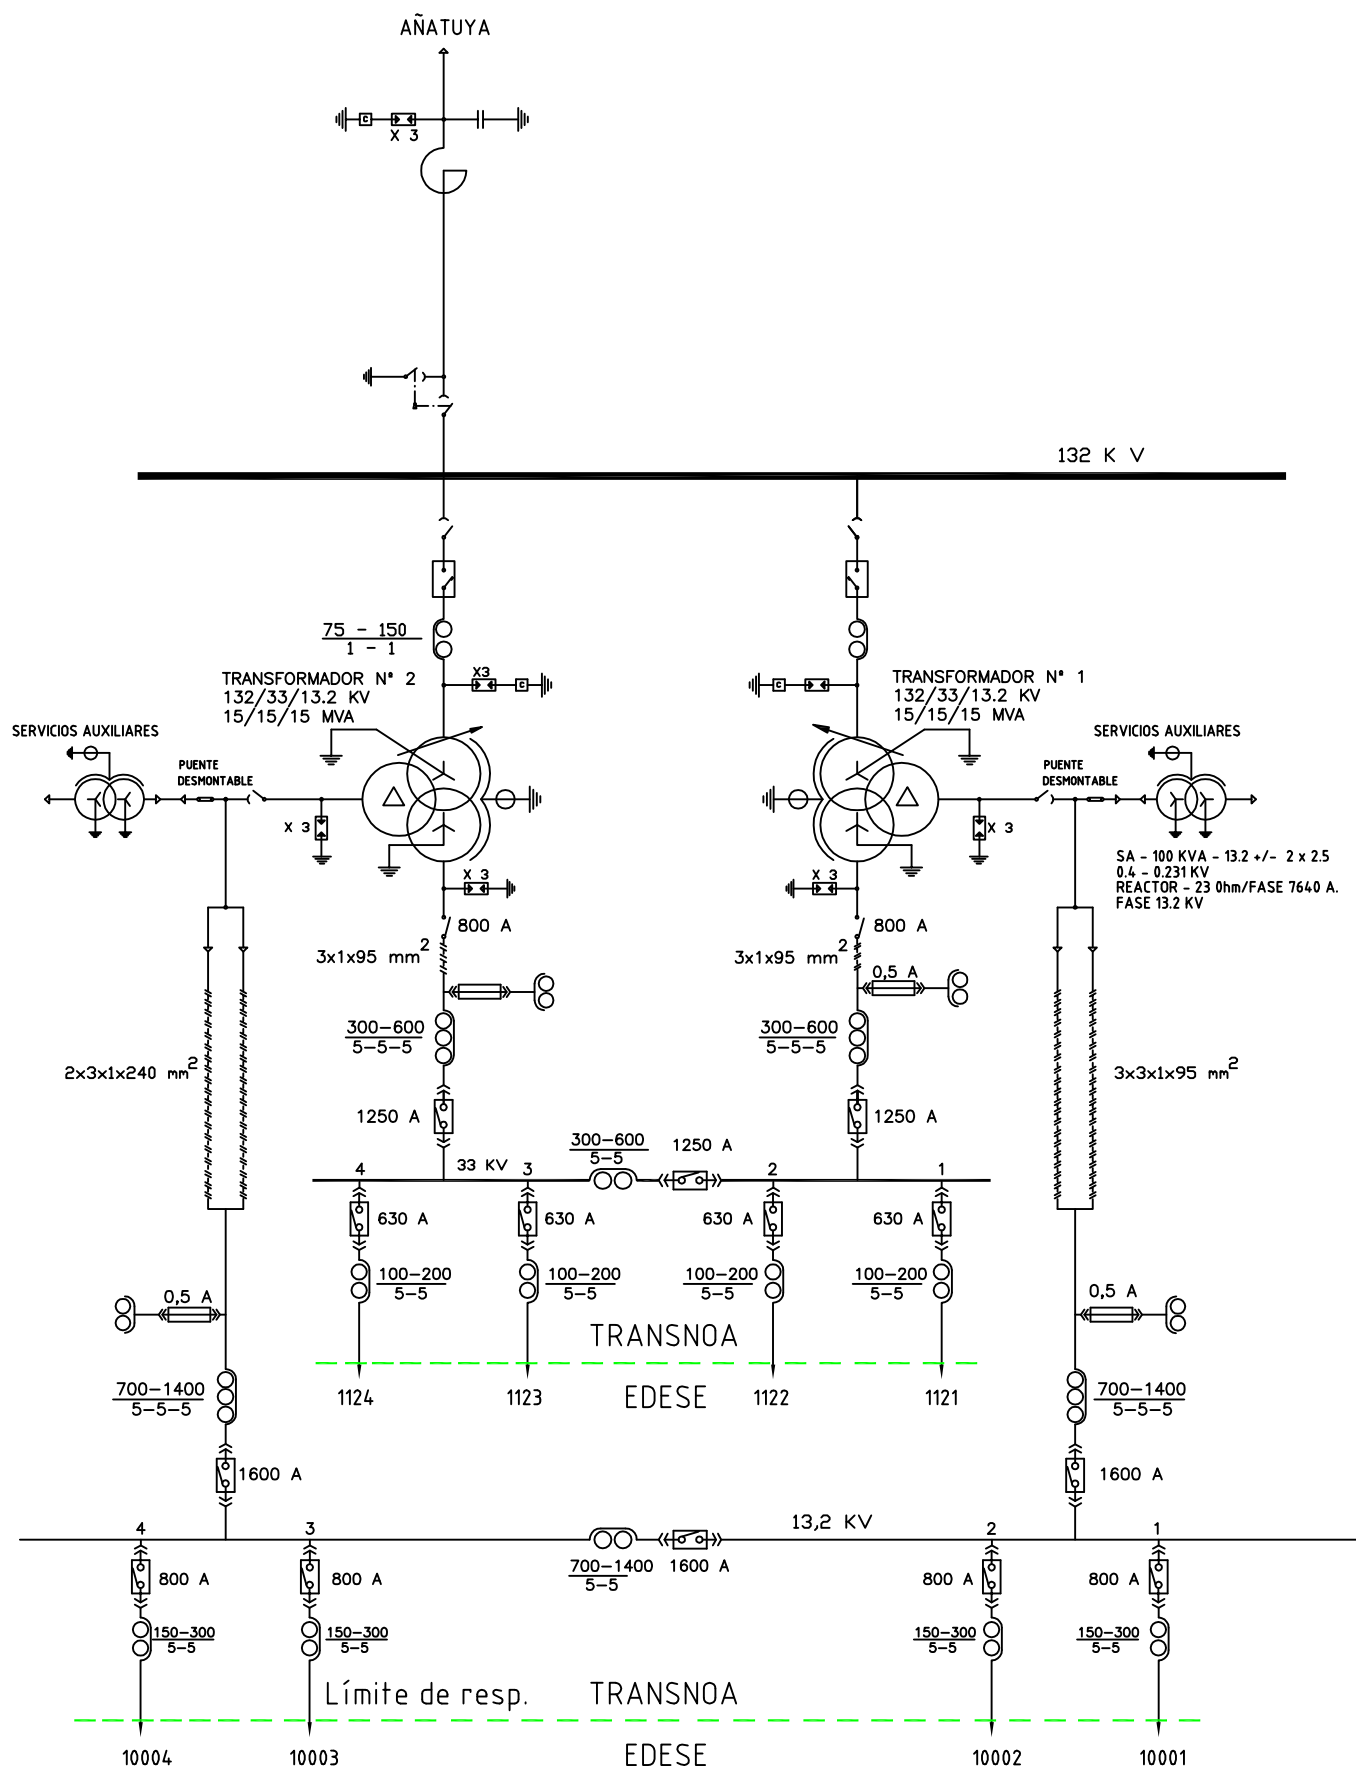 AÑATUYA
C
X 3
132 K V
75 - 150
1 - 1
X3
C
C
TRANSFORMADOR N° 2
132/33/13.2 KV
15/15/15 MVA
TRANSFORMADOR N° 1
132/33/13.2 KV
15/15/15 MVA
SERVICIOS AUXILIARES
PUENTE
DESMONTABLE
SERVICIOS AUXILIARES
PUENTE
DESMONTABLE
X 3
X 3
SA - 100 KVA - 13.2 +/- 2 x 2.5
0.4 - 0.231 KV
REACTOR - 23 Ohm/FASE 7640 A.
FASE 13.2 KV
X 3
X 3
800 A
800 A
3x1x95 mm2
3x1x95 mm2
0,5 A
300-600
5-5-5
300-600
5-5-5
2x3x1x240 mm2
3x3x1x95 mm2
1250 A
1250 A
300-600
5-5
1250 A
4
33 KV
3
2
1
630 A
630 A
630 A
630 A
100-200
5-5
100-200
5-5
100-200
5-5
100-200
5-5
0,5 A
0,5 A
TRANSNOA
EDESE
1124
1123
1122
1121
700-1400
5-5-5
700-1400
5-5-5
1600 A
1600 A
13,2 KV
4
3
2
1
700-1400
5-5
1600 A
800 A
800 A
800 A
800 A
150-300
5-5
150-300
5-5
150-300
5-5
150-300
5-5
Límite de resp.
TRANSNOA
EDESE
10004
10003
10002
10001